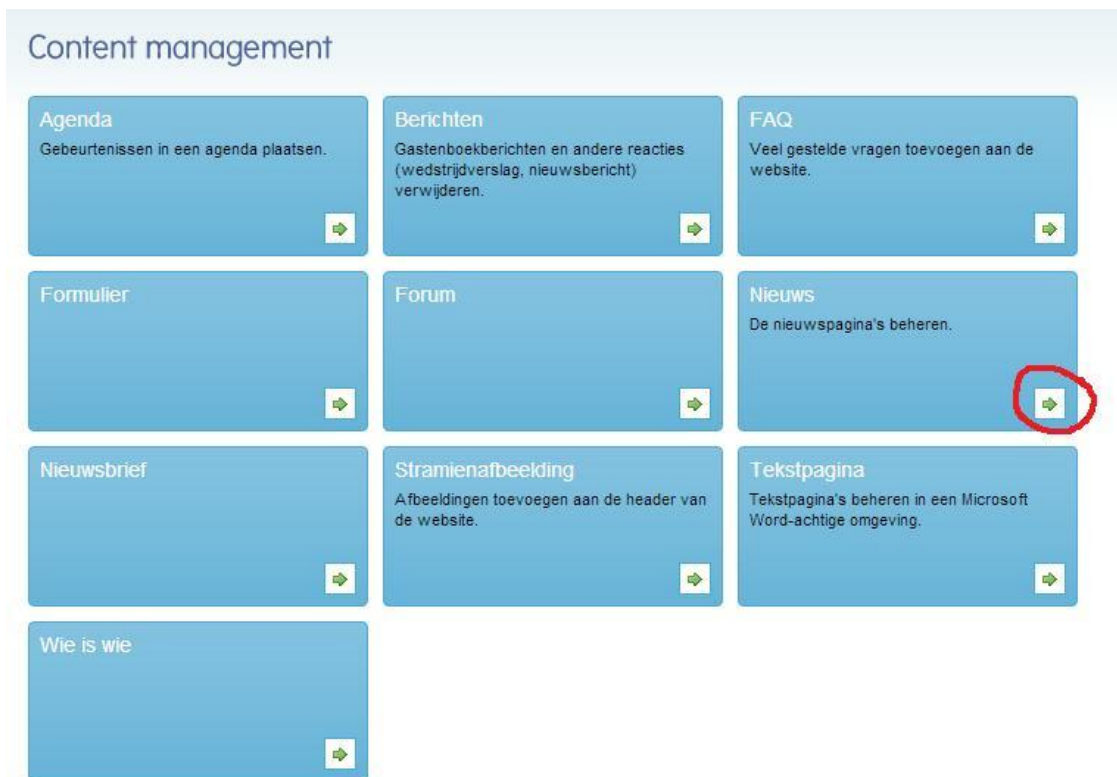 Content management
Agenda
Gebeurtenissen in een agenda plaatsen.
Berichten
Gastenboekberichten en andere reacties
(wedstrijdverslag, nieuwsbericht)
verwijderen.
FAQ
Veel gestelde vragen toevoegen aan de
website.
Formulier
Forum
Nieuws
De nieuwspagina's beheren.
Nieuwsbrief
Stramienafbeelding
Afbeeldingen toevoegen aan de header van
de website.
Tekstpagina
Tekstpagina's beheren in een Microsoft
Word-achtige omgeving.
Wie is wie